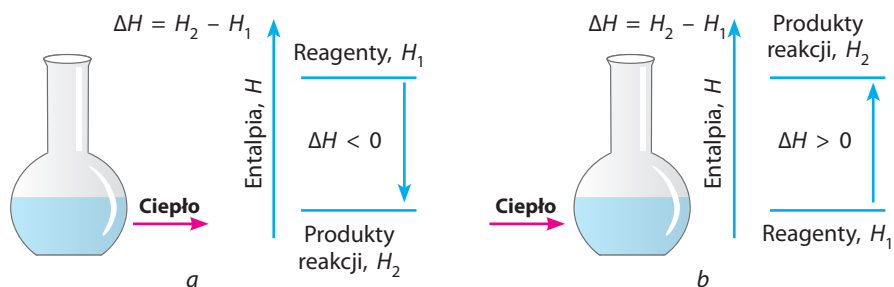 ΔH = H₂ – H₁
Reagenty, H₁
Entalpia, H
ΔH < 0
Ciepło
Produkty
reakcji, H₂
a
ΔH = H₂ – H₁
Produkty
reakcji, H₂
Entalpia, H
ΔH > 0
Ciepło
Reagenty, H₁
b